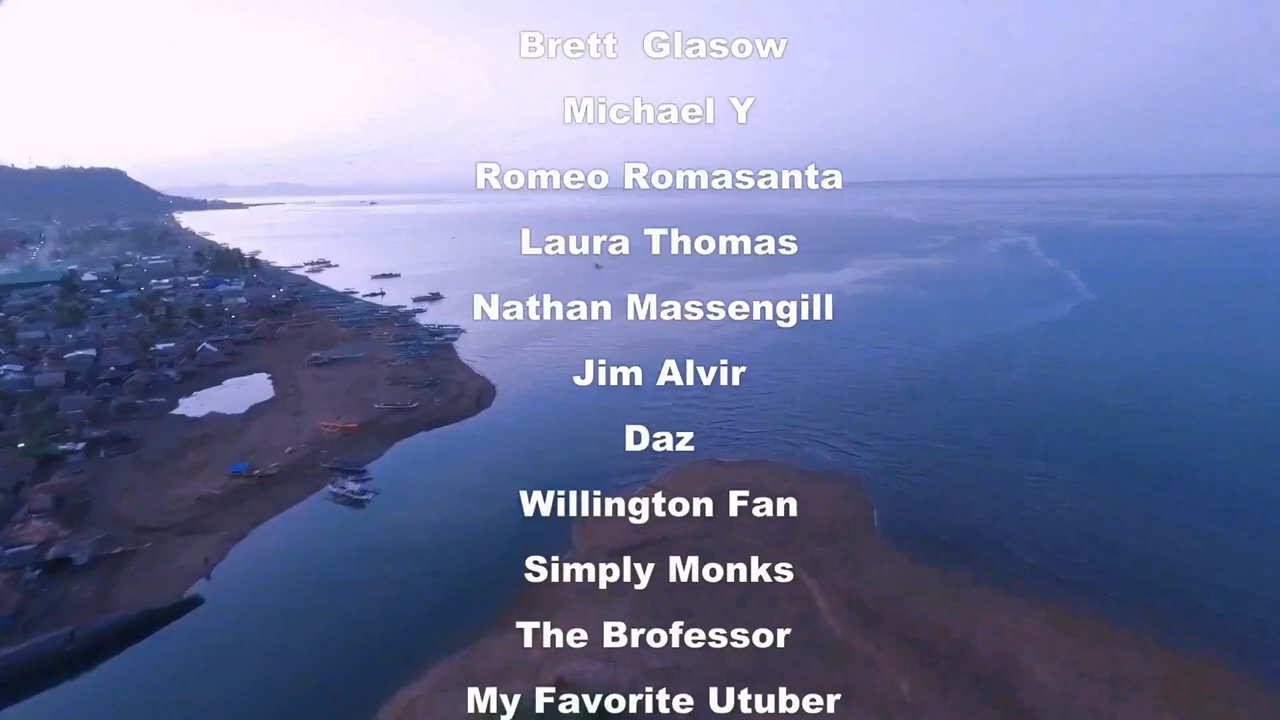 Brett Glasow
Michael Y
Romeo Romasanta
Laura Thomas
Nathan Massengill
Jim Alvir
Daz
Willington Fan
Simply Monks
The Brofessor
My Favorite Utuber